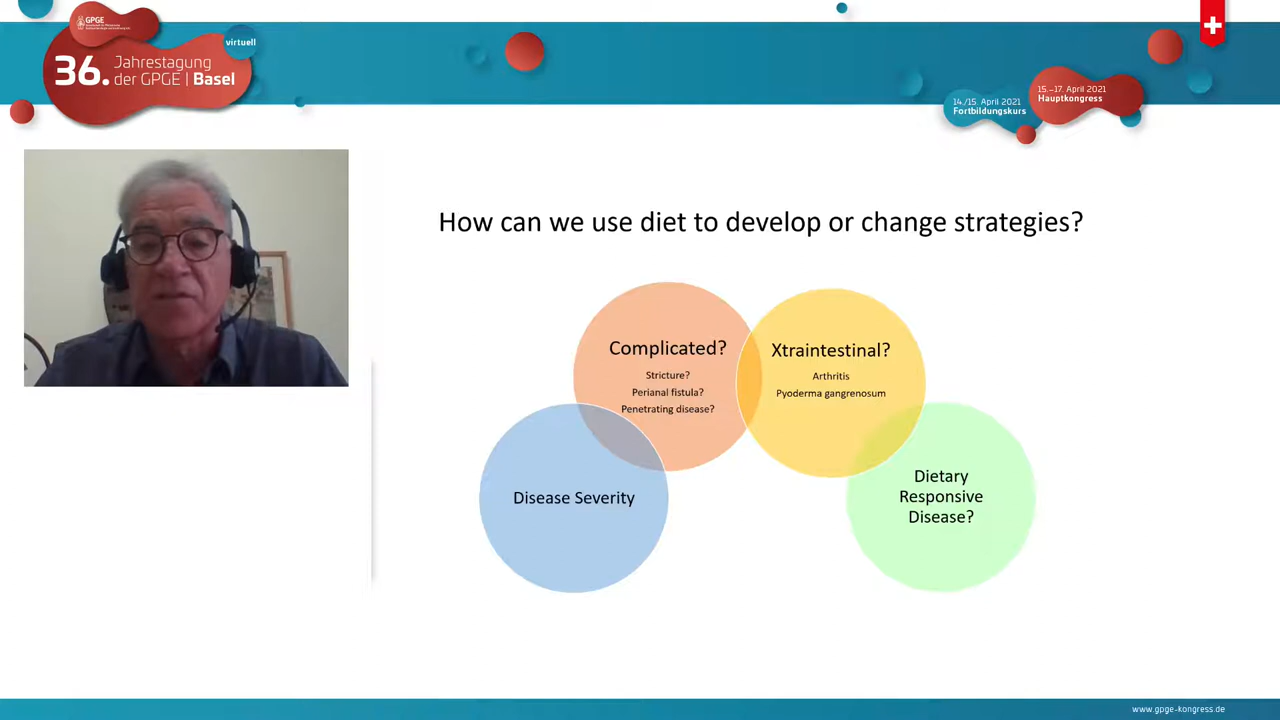 GPGE
virtuell
36. Jahrestagung
der GPGE | Basel
15.–17. April 2021
Hauptkongress
14./15. April 2021
Fortbildungskurs
How can we use diet to develop or change strategies?
Complicated?
Stricture?
Perianal fistula?
Penetrating disease?
Xtraintestinal?
Arthritis
Pyoderma gangrenosum
Disease Severity
Dietary
Responsive
Disease?
www.gpge-kongress.de